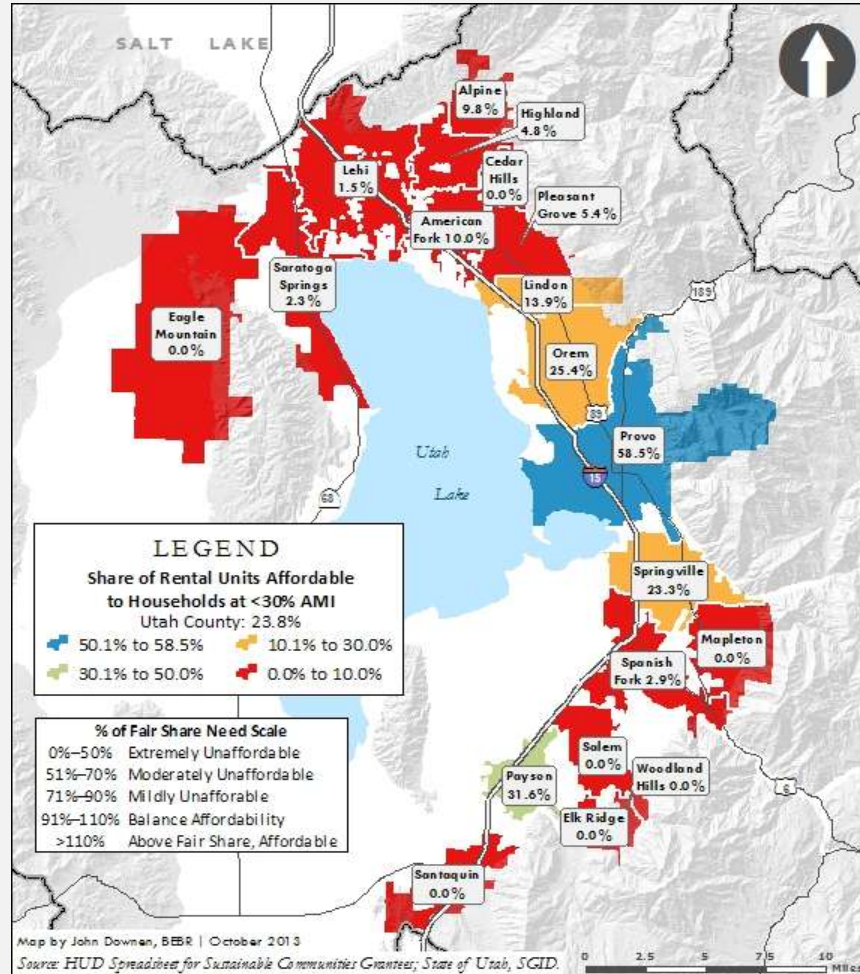 SALT LAKE
Alpine
9.8%
Highland
4.8%
Cedar
Hills
0.0%
Lehi
1.5%
Pleasant
Grove 5.4%
American
Fork 10.0%
Saratoga
Springs
2.3%
Lindon
13.9%
189
Eagle
Mountain
0.0%
Orem
25.4%
89
Provo
58.5%
Utah
Lake
15
68
LEGEND
Share of Rental Units Affordable
to Households at <30% AMI
Utah County: 23.8%
50.1% to 58.5%
10.1% to 30.0%
30.1% to 50.0%
0.0% to 10.0%
Springville
23.3%
Mapleton
0.0%
Spanish
Fork 2.9%
% of Fair Share Need Scale
0%–50% Extremely Unaffordable
51%–70% Moderately Unaffordable
71%–90% Mildly Unafforable
91%–110% Balance Affordability
>110% Above Fair Share, Affordable
Salem
0.0%
Woodland
Hills 0.0%
Payson
31.6%
6
Elk Ridge
0.0%
Santaquin
0.0%
Map by John Downen, BEBR | October 2013
Source: HUD Spreadsheet for Sustainable Communities Grantees; State of Utah, SGID.
0 2.5 5 7.5 10
Miles